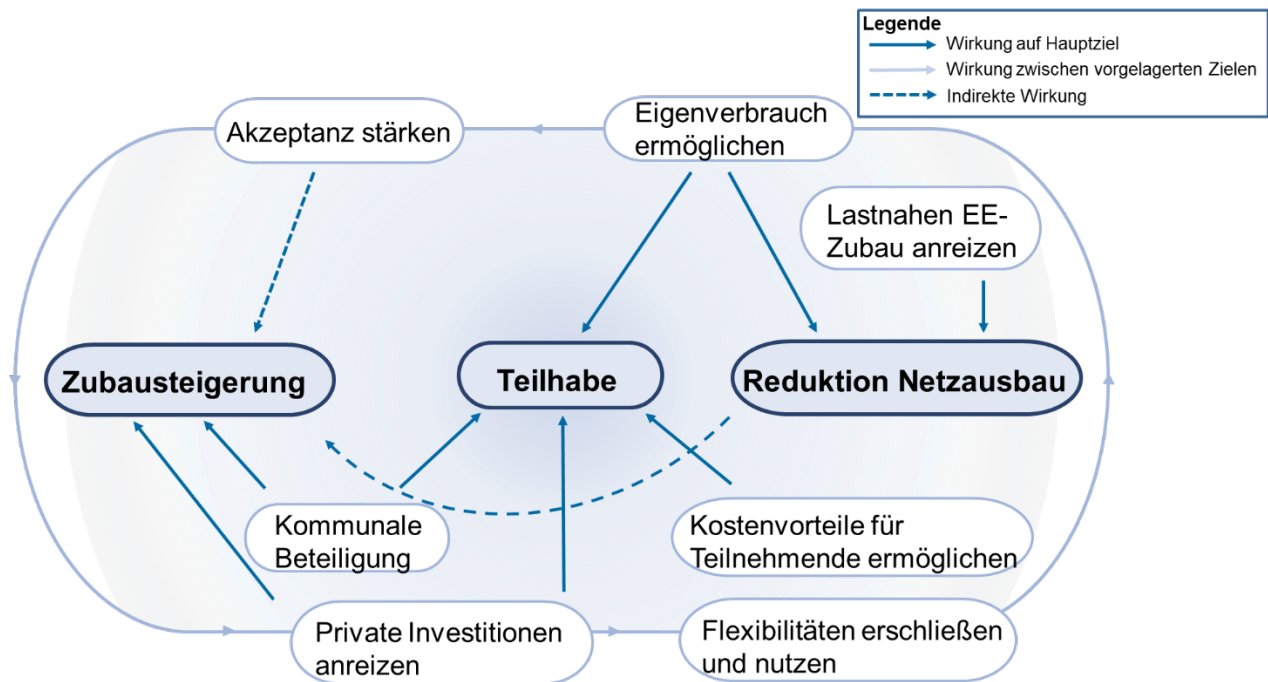 Legende
Wirkung auf Hauptziel
Wirkung zwischen vorgelagerten Zielen
Indirekte Wirkung
Akzeptanz stärken
Eigenverbrauch
ermöglichen
Lastnahen EE-
Zubau anreizen
Zubausteigerung
Teilhabe
Reduktion Netzausbau
Kommunale
Beteiligung
Kostenvorteile für
Teilnehmende ermöglichen
Private Investitionen
anreizen
Flexibilitäten erschließen
und nutzen